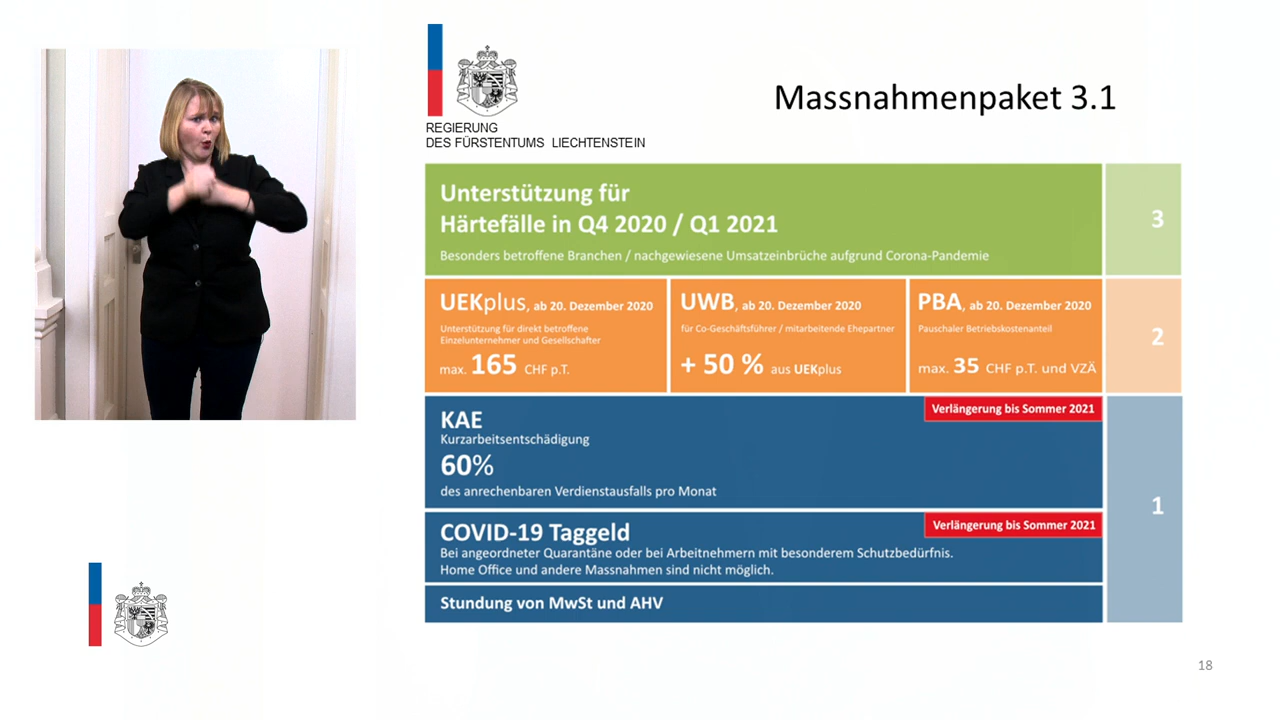 REGIERUNG
DES FÜRSTENTUMS LIECHTENSTEIN
Massnahmenpaket 3.1
Unterstützung für
Härtefälle in Q4 2020 / Q1 2021
Besonders betroffene Branchen / nachgewiesene Umsatzeinbrüche aufgrund Corona-Pandemie
3
UEKplus, ab 20. Dezember 2020
Unterstützung für direkt betroffene
Einzelunternehmer und Gesellschafter
max. 165 CHF p.T.
UWB, ab 20. Dezember 2020
für Co-Geschäftsführer / mitarbeitende Ehepartner
+ 50 % aus UEKplus
PBA, ab 20. Dezember 2020
Pauschaler Betriebskostenanteil
max. 35 CHF p.T. und VZÄ
2
KAE
Verlängerung bis Sommer 2021
Kurzarbeitsentschädigung
60%
des anrechenbaren Verdienstausfalls pro Monat
COVID-19 Taggeld
Verlängerung bis Sommer 2021
Bei angeordneter Quarantäne oder bei Arbeitnehmern mit besonderem Schutzbedürfnis.
Home Office und andere Massnahmen sind nicht möglich.
Stundung von MwSt und AHV
1
18